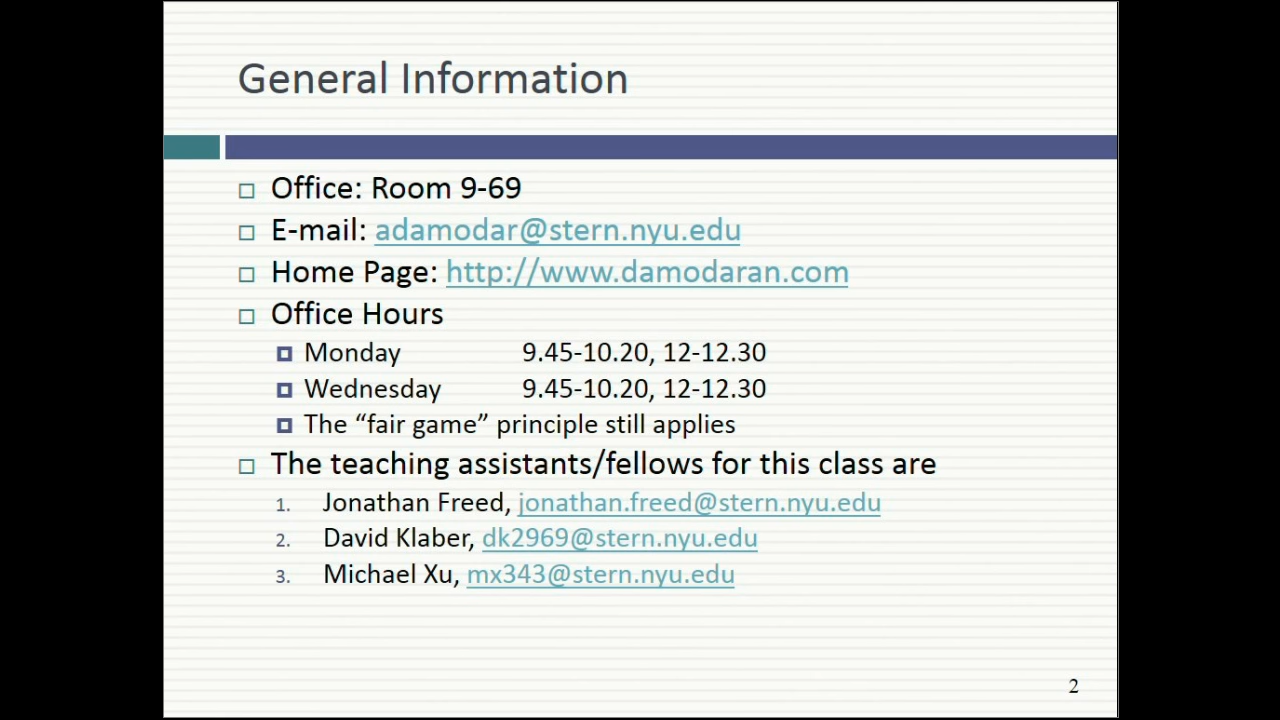 General Information
Office: Room 9-69
E-mail: adamodar@stern.nyu.edu
Home Page: http://www.damodaran.com
Office Hours
Monday 9.45-10.20, 12-12.30
Wednesday 9.45-10.20, 12-12.30
The “fair game” principle still applies
The teaching assistants/fellows for this class are
1. Jonathan Freed, jonathan.freed@stern.nyu.edu
2. David Klaber, dk2969@stern.nyu.edu
3. Michael Xu, mx343@stern.nyu.edu
2